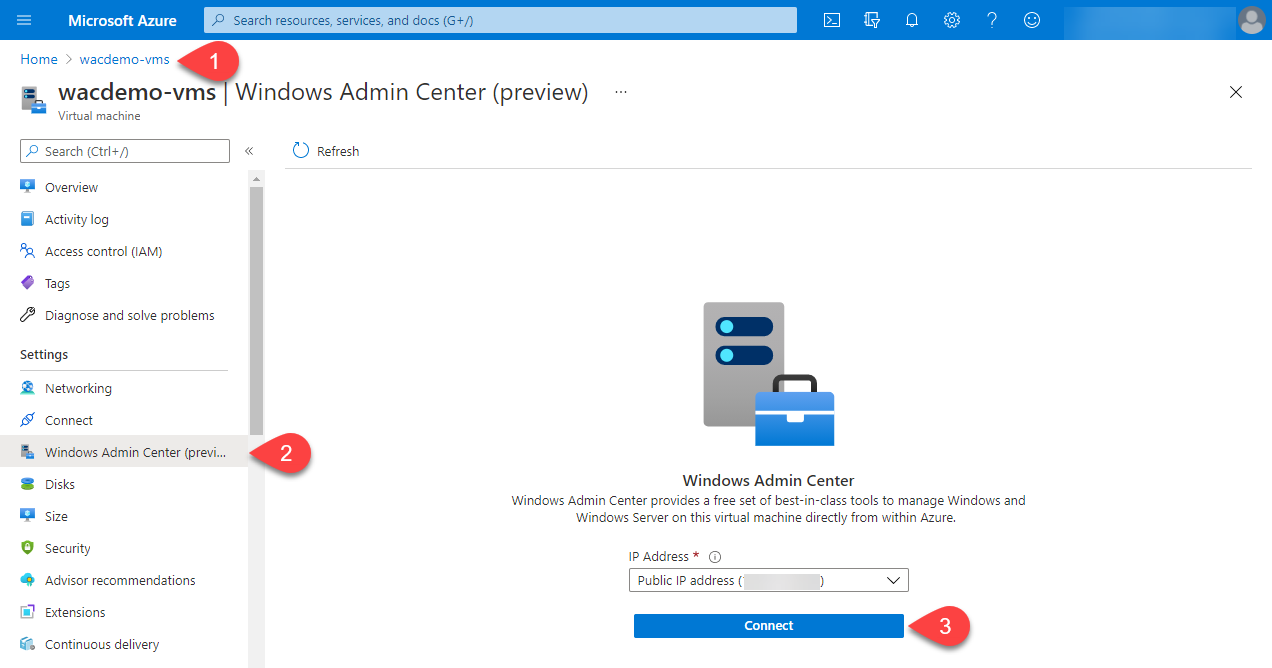 Microsoft Azure
Search resources, services, and docs (G+/)
Home > wacdemo-vms
1
wacdemo-vms | Windows Admin Center (preview) ...
Virtual machine
Search (Ctrl+/)
«
Refresh
Overview
Activity log
Access control (IAM)
Tags
Diagnose and solve problems
Settings
Networking
Connect
Windows Admin Center (previ...
2
Disks
Size
Security
Advisor recommendations
Extensions
Continuous delivery
Windows Admin Center
Windows Admin Center provides a free set of best-in-class tools to manage Windows and
Windows Server on this virtual machine directly from within Azure.
IP Address *
Public IP address ( )
Connect
3